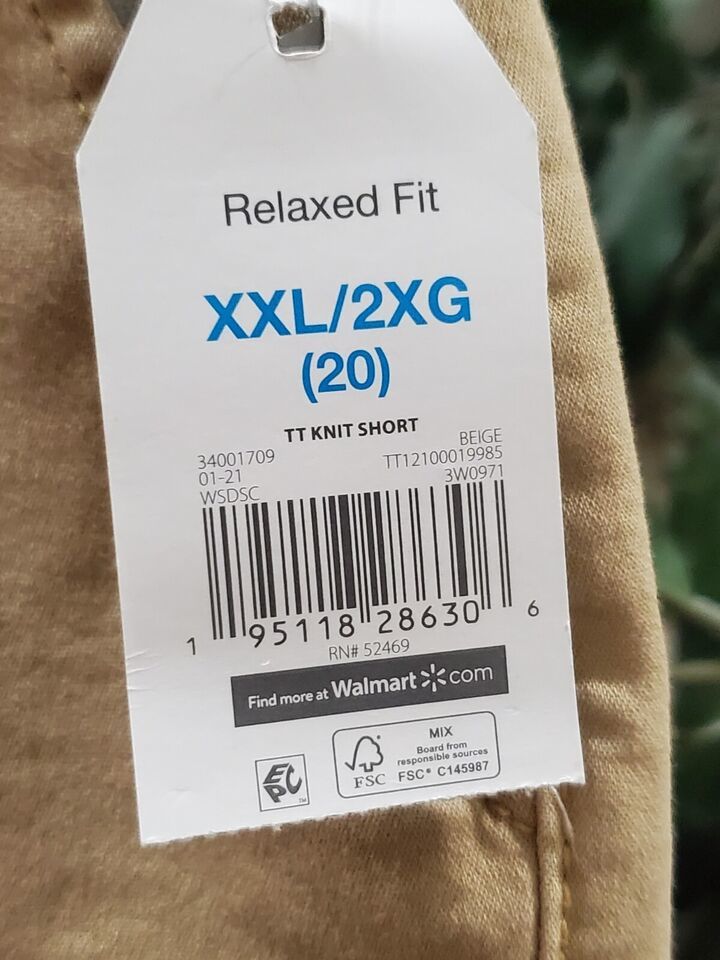 Relaxed Fit
XXL/2XG
(20)
TT KNIT SHORT
34001709
01-21
WSDSC
BEIGE
TT12100019985
3W0971
1 95118 28630 6
RN# 52469
Find more at Walmart com
EPC TM
FSC
MIX
Board from
responsible sources
FSC® C145987